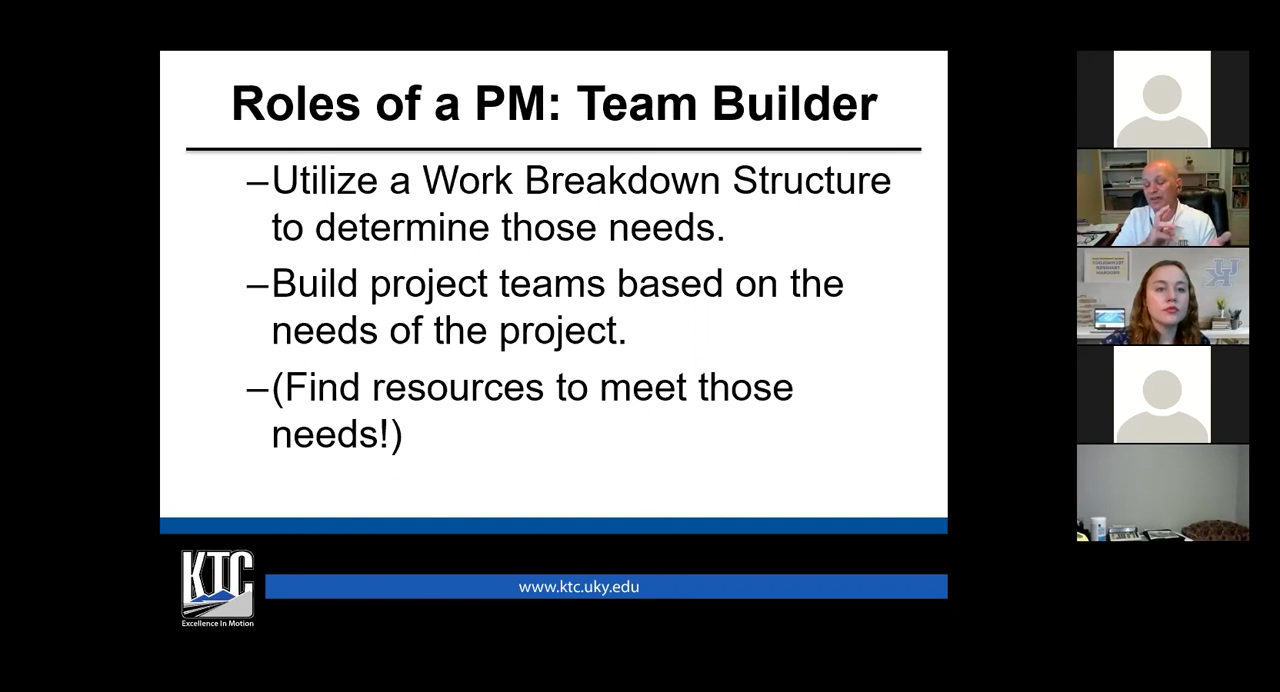 Roles of a PM: Team Builder
–Utilize a Work Breakdown Structure
to determine those needs.
–Build project teams based on the
needs of the project.
–(Find resources to meet those
needs!)
KTC
Excellence In Motion
www.ktc.uky.edu
UK